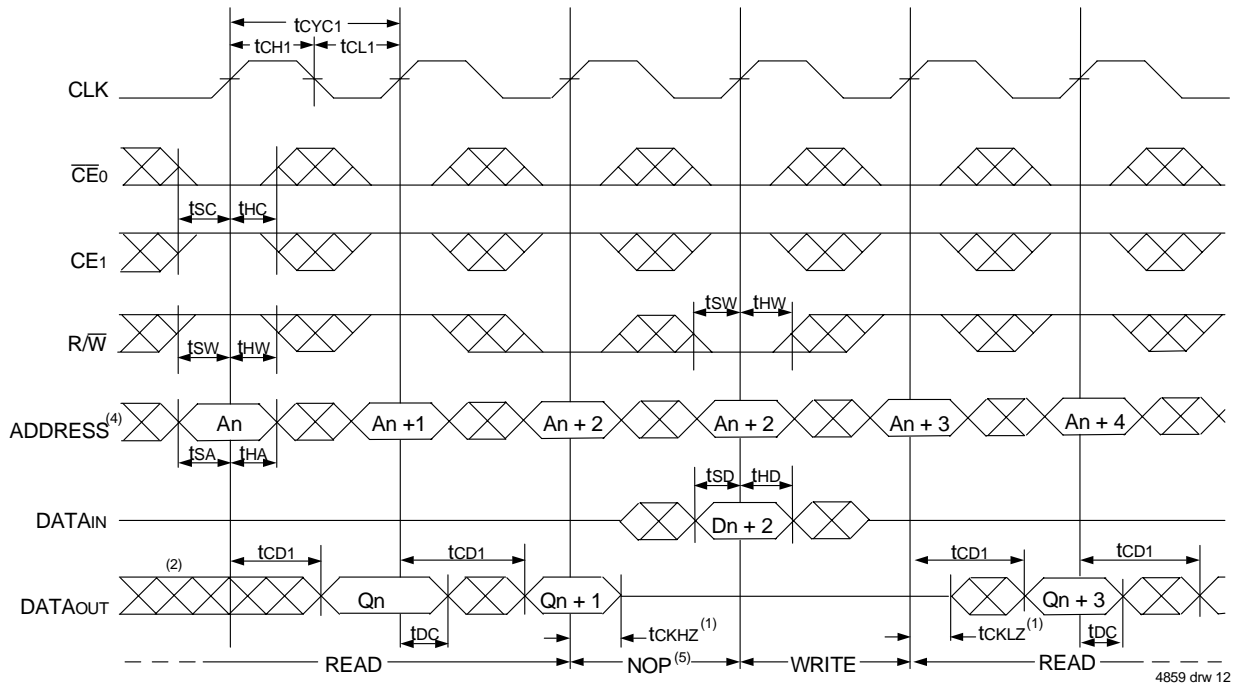 tCYC1
tCH1 tCL1
CLK
CE0
tSC tHC
CE1
tSW tHW
R/W
tSW tHW
ADDRESS(4) An An +1 An + 2 An + 2 An + 3 An + 4
tSA tHA
tSD tHD
DATAIN Dn + 2
tCD1 tCD1 tCD1 tCD1
(2)
DATAOUT Qn Qn + 1 Qn + 3
tDC tCKHZ(1) tCKLZ(1) tDC
READ NOP(5) WRITE READ
4859 drw 12